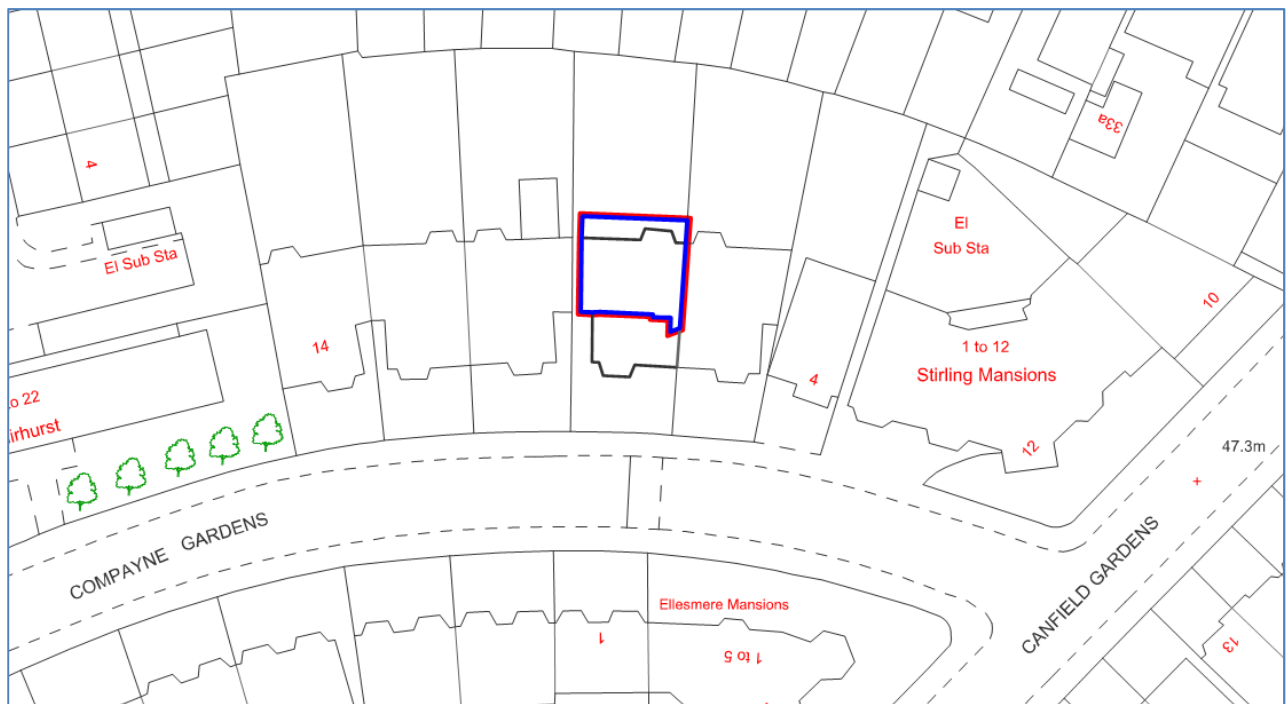 33a
4
El
Sub Sta
El Sub Sta
10
14
1 to 12
Stirling Mansions
4
to 22
12
47.3m
COMPAYNE GARDENS
CANFIELD GARDENS
Ellesmere Mansions
1
1 to 5
13